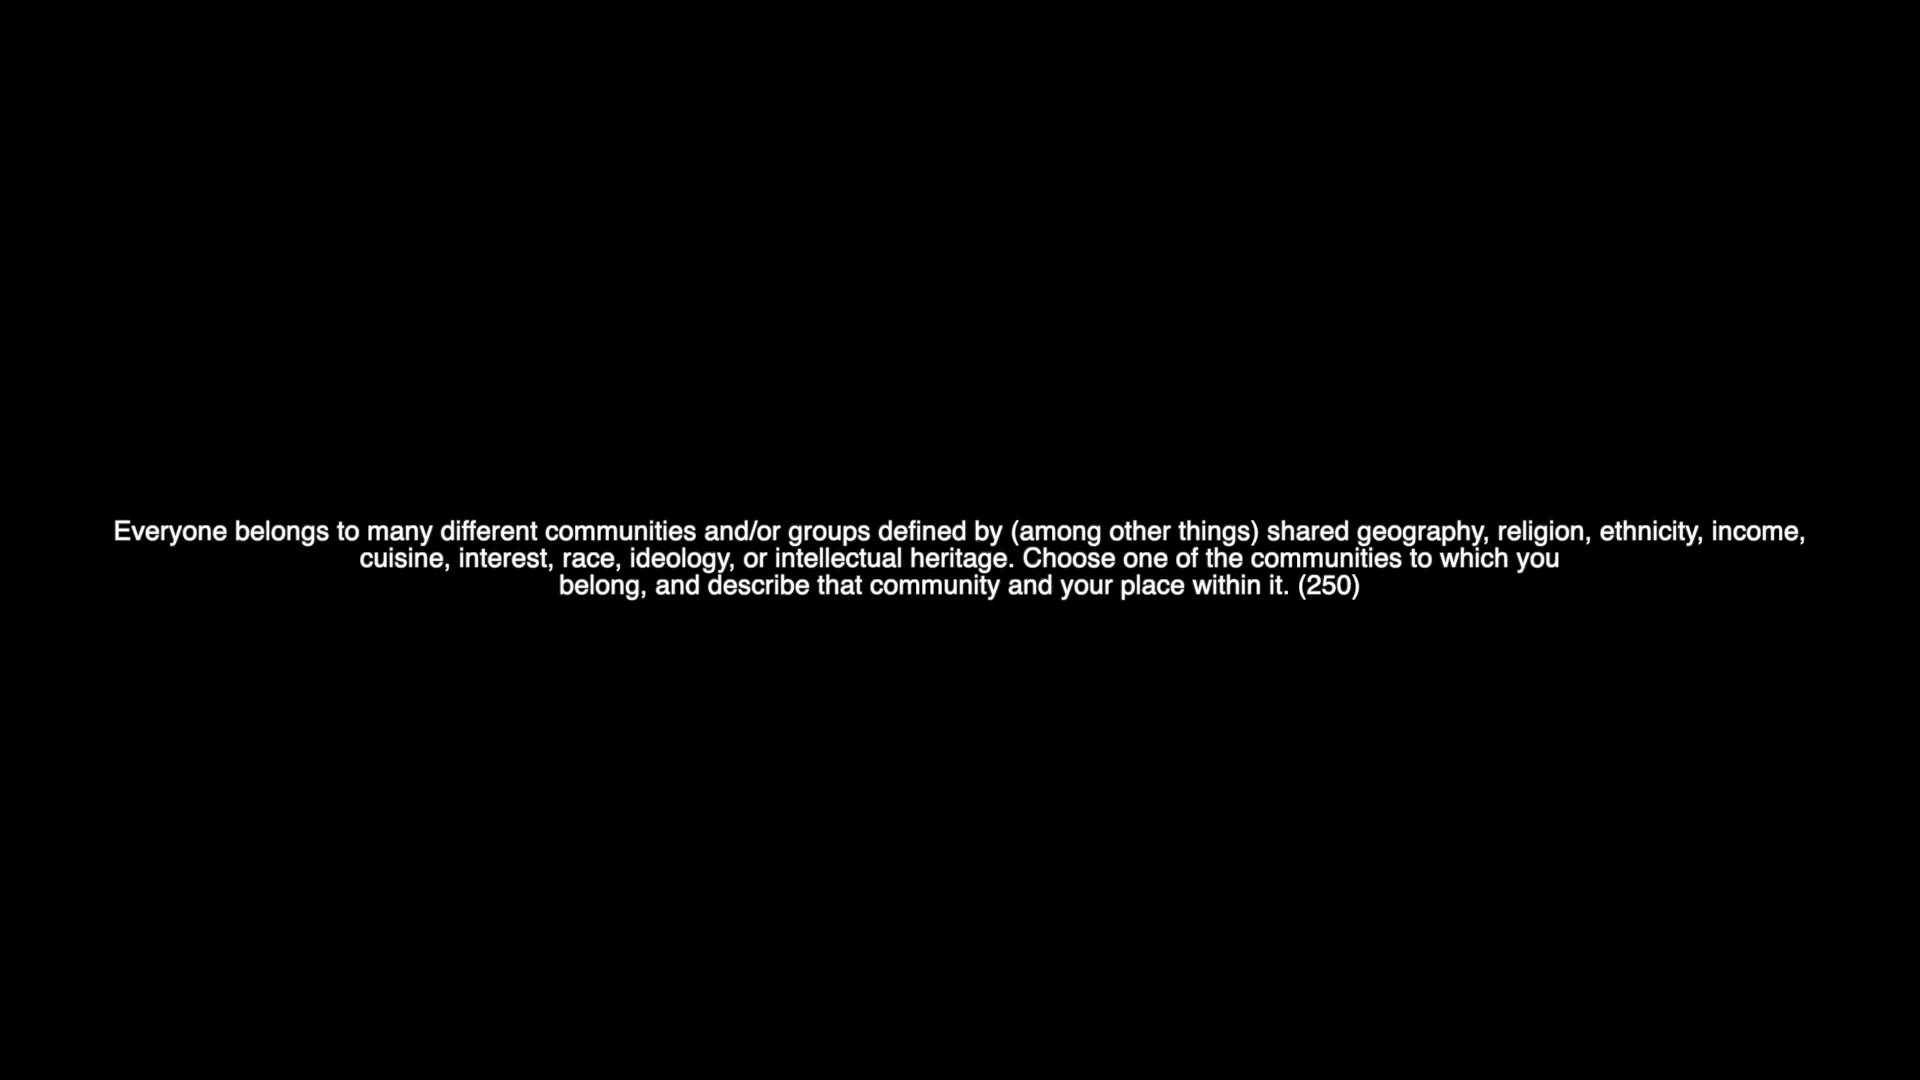 Everyone belongs to many different communities and/or groups defined by (among other things) shared geography, religion, ethnicity, income,
cuisine, interest, race, ideology, or intellectual heritage. Choose one of the communities to which you
belong, and describe that community and your place within it. (250)